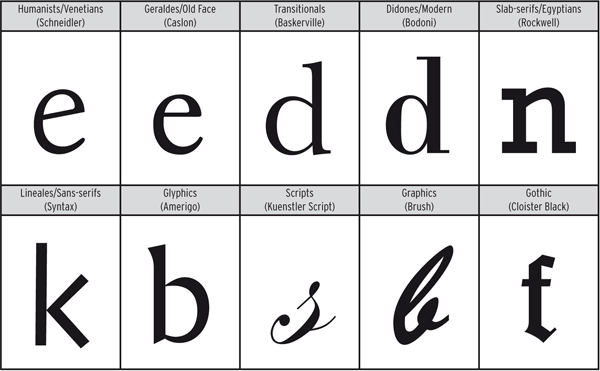 Humanists/Venetians
(Schneidler)
Geraldes/Old Face
(Caslon)
Transitionals
(Baskerville)
Didones/Modern
(Bodoni)
Slab-serifs/Egyptians
(Rockwell)
e
e
d
d
n
Lineales/Sans-serifs
(Syntax)
Glyphics
(Amerigo)
Scripts
(Kuenstler Script)
Graphics
(Brush)
Gothic
(Cloister Black)
k
b
s
b
t